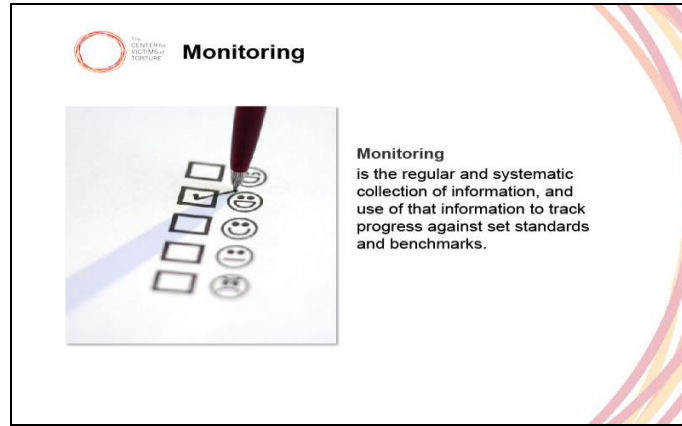 The
CENTER for
VICTIMS of
TORTURE
Monitoring
Monitoring
is the regular and systematic
collection of information, and
use of that information to track
progress against set standards
and benchmarks.